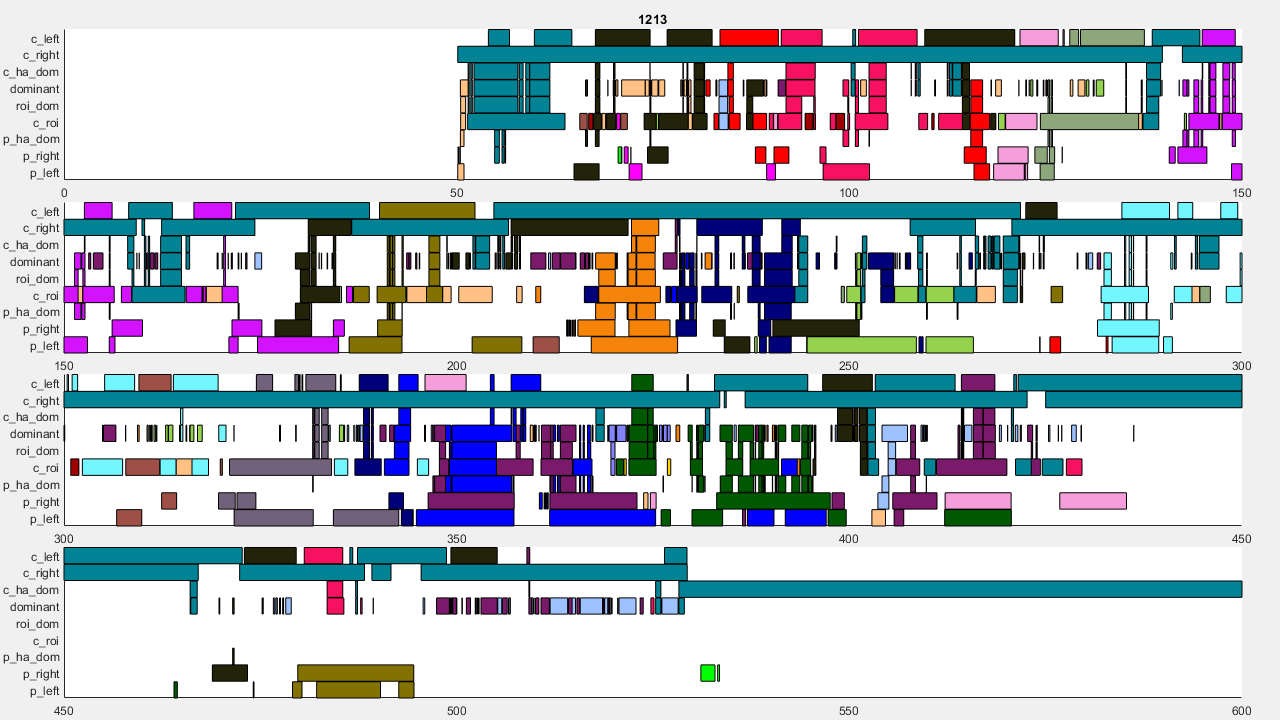 1213
c_left
c_right
c_ha_dom
dominant
roi_dom
c_roi
p_ha_dom
p_right
p_left
0 50 100 150
c_left
c_right
c_ha_dom
dominant
roi_dom
c_roi
p_ha_dom
p_right
p_left
150 200 250 300
c_left
c_right
c_ha_dom
dominant
roi_dom
c_roi
p_ha_dom
p_right
p_left
300 350 400 450
c_left
c_right
c_ha_dom
dominant
roi_dom
c_roi
p_ha_dom
p_right
p_left
450 500 550 600